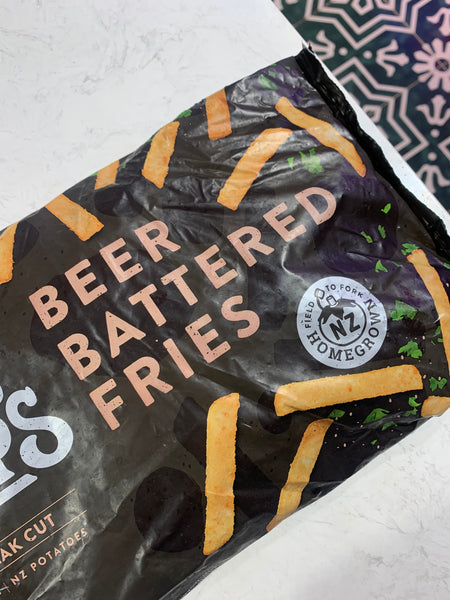 BEER
BATTERED
FRIES
FIELD TO FORK
NZ
HOMEGROWN
NZ POTATOES